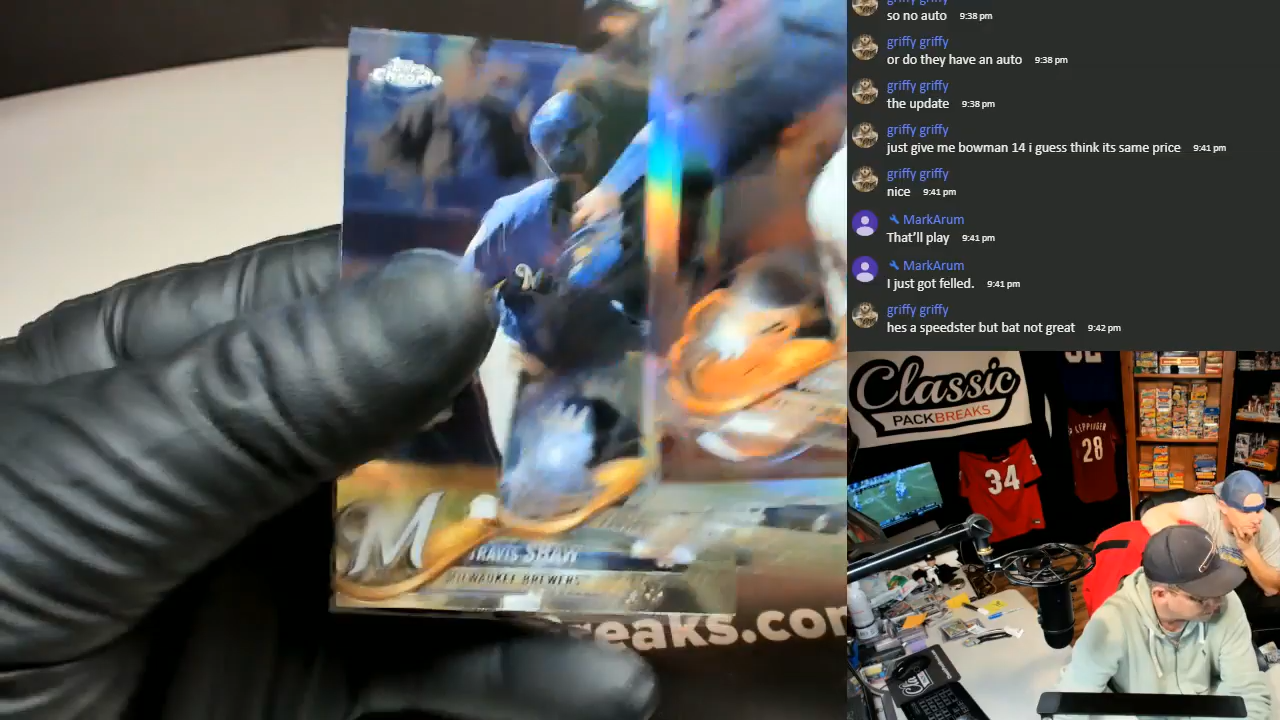 griffy griffy
so no auto 9:38 pm
griffy griffy
or do they have an auto 9:38 pm
griffy griffy
the update 9:38 pm
griffy griffy
just give me bowman 14 i guess think its same price 9:41 pm
griffy griffy
nice 9:41 pm
MarkArum
That'll play 9:41 pm
MarkArum
I just got felled. 9:41 pm
griffy griffy
hes a speedster but bat not great 9:42 pm
Chrome
M
TRAVIS SHAW
MILWAUKEE BREWERS
reaks.com
Classic
PACKBREAKS
34
LEPPINGER
28